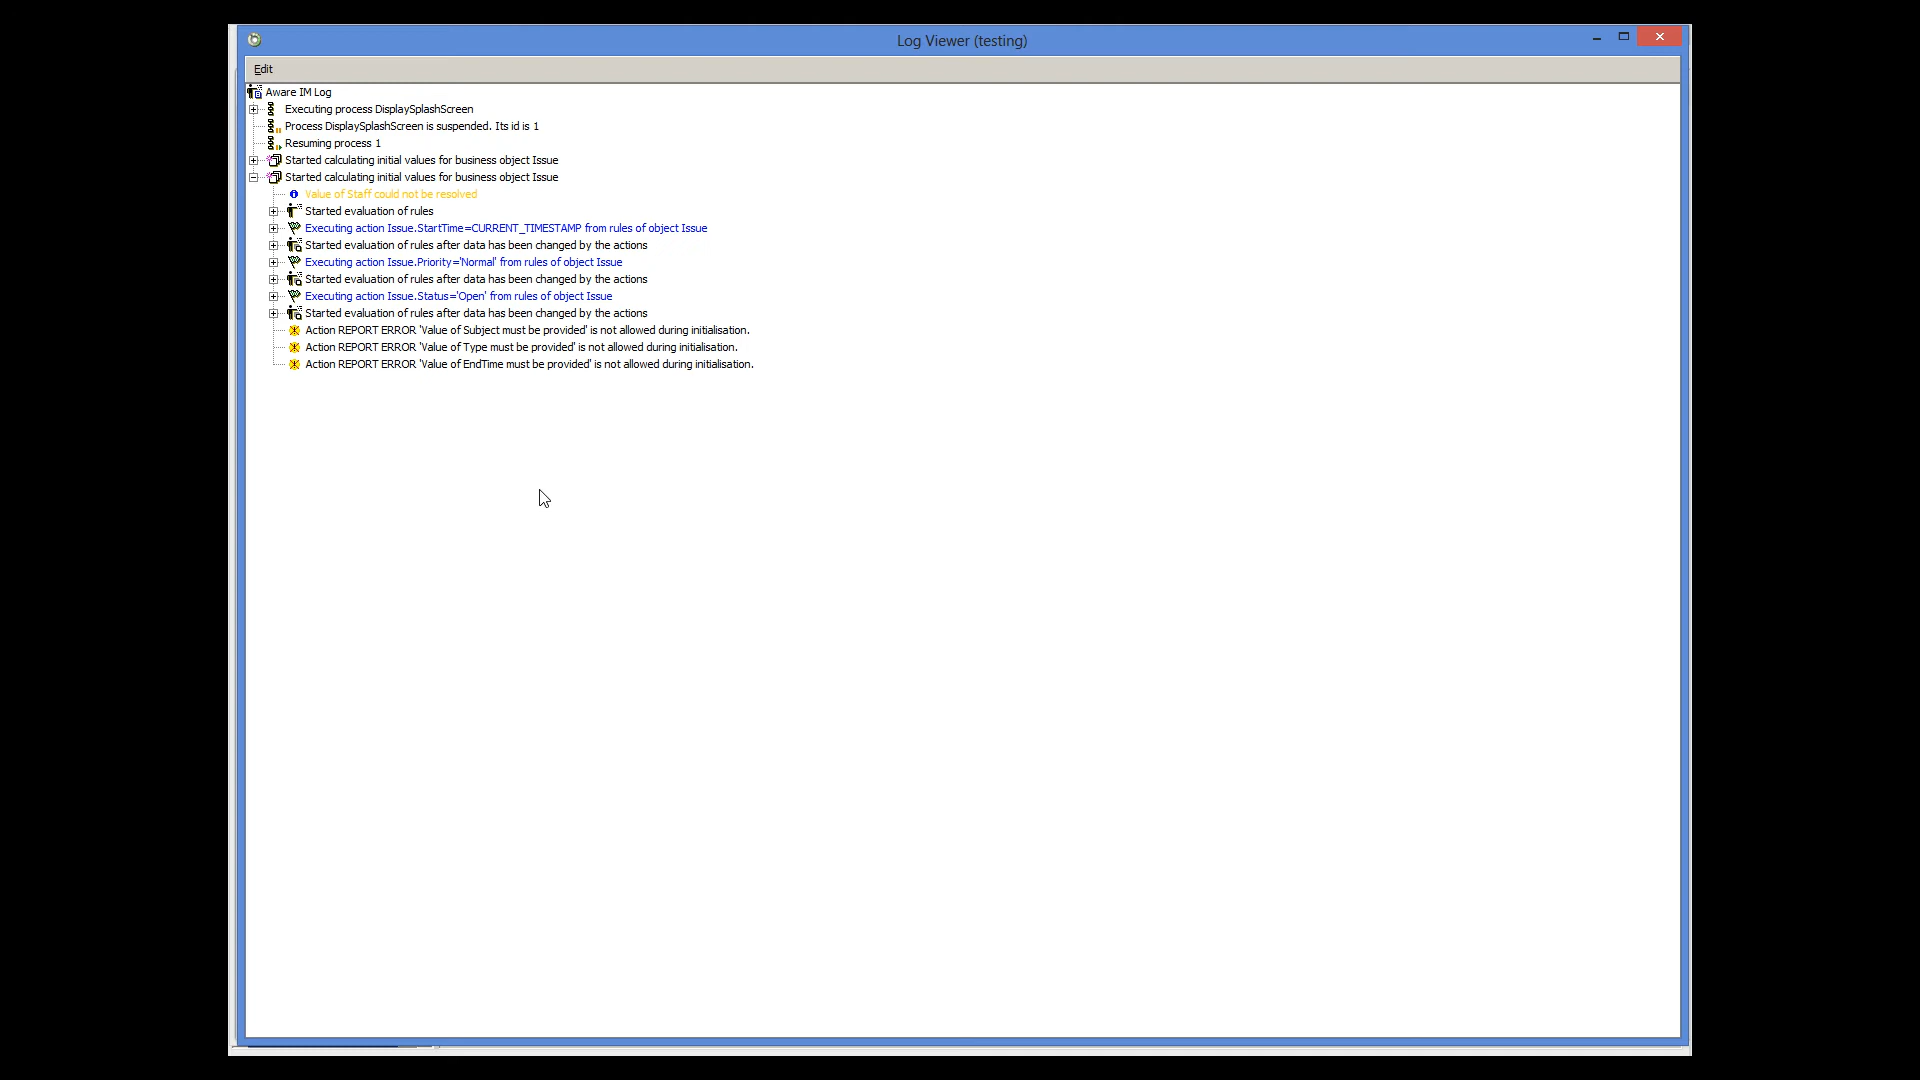 Log Viewer (testing)
Edit
Aware IM Log
Executing process DisplaySplashScreen
Process DisplaySplashScreen is suspended. Its id is 1
Resuming process 1
Started calculating initial values for business object Issue
Started calculating initial values for business object Issue
Value of Staff could not be resolved
Started evaluation of rules
Executing action Issue.StartTime=CURRENT_TIMESTAMP from rules of object Issue
Started evaluation of rules after data has been changed by the actions
Executing action Issue.Priority='Normal' from rules of object Issue
Started evaluation of rules after data has been changed by the actions
Executing action Issue.Status='Open' from rules of object Issue
Started evaluation of rules after data has been changed by the actions
Action REPORT ERROR 'Value of Subject must be provided' is not allowed during initialisation.
Action REPORT ERROR 'Value of Type must be provided' is not allowed during initialisation.
Action REPORT ERROR 'Value of EndTime must be provided' is not allowed during initialisation.